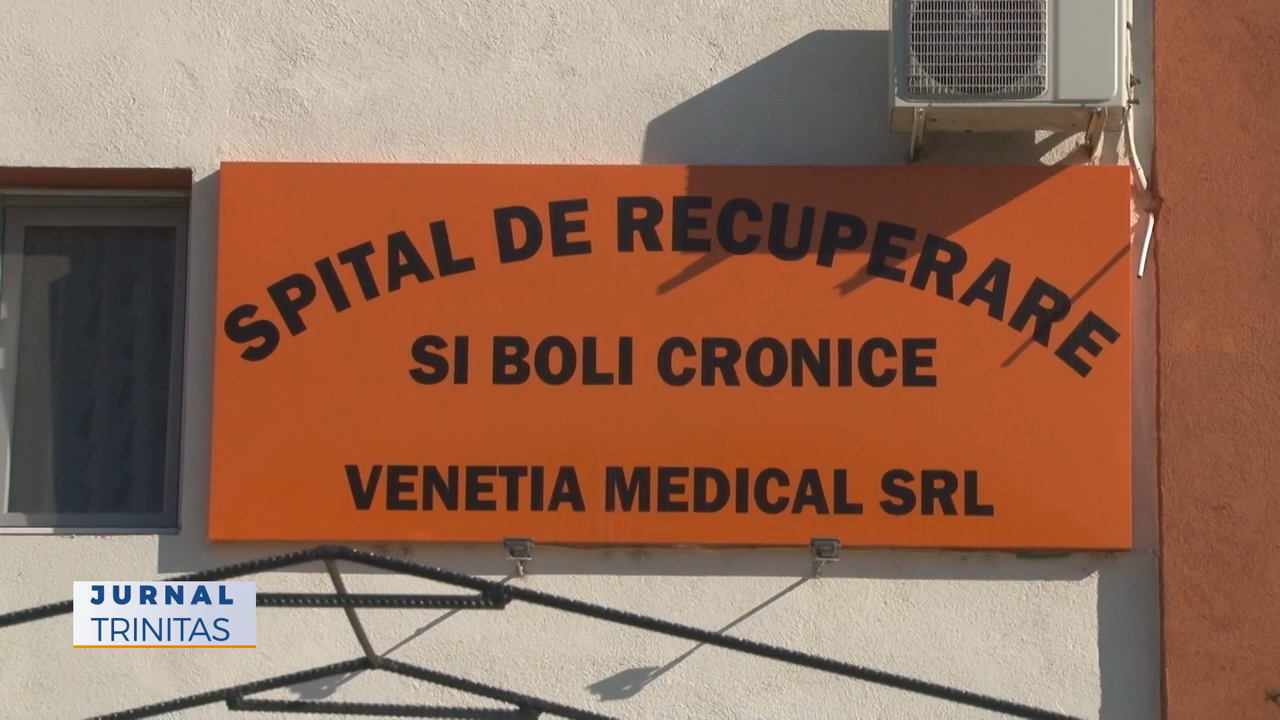 SPITAL DE RECUPERARE
SI BOLI CRONICE
VENETIA MEDICAL SRL
JURNAL
TRINITAS